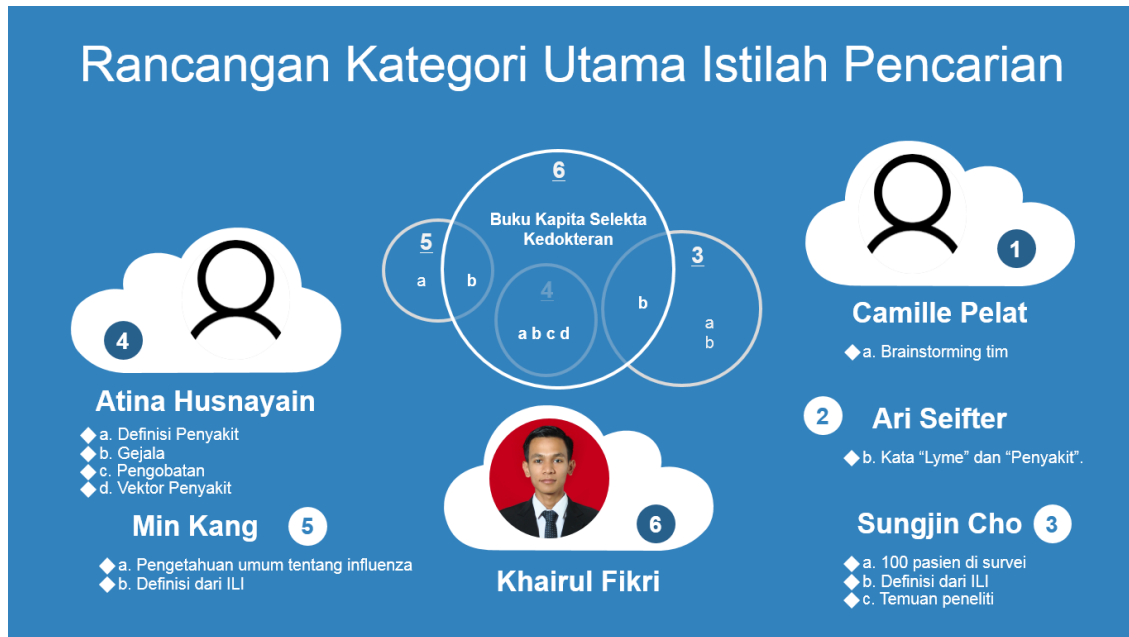 Rancangan Kategori Utama Istilah Pencarian
6
Buku Kapita Selekta
Kedokteran
5
a
b
4
a b c d
3
b
a
b
1
Camille Pelat
a. Brainstorming tim
2
Ari Seifter
b. Kata “Lyme” dan “Penyakit”.
Sungjin Cho
3
a. 100 pasien di survei
b. Definisi dari ILI
c. Temuan peneliti
4
Atina Husnayain
a. Definisi Penyakit
b. Gejala
c. Pengobatan
d. Vektor Penyakit
Min Kang
5
a. Pengetahuan umum tentang influenza
b. Definisi dari ILI
6
Khairul Fikri